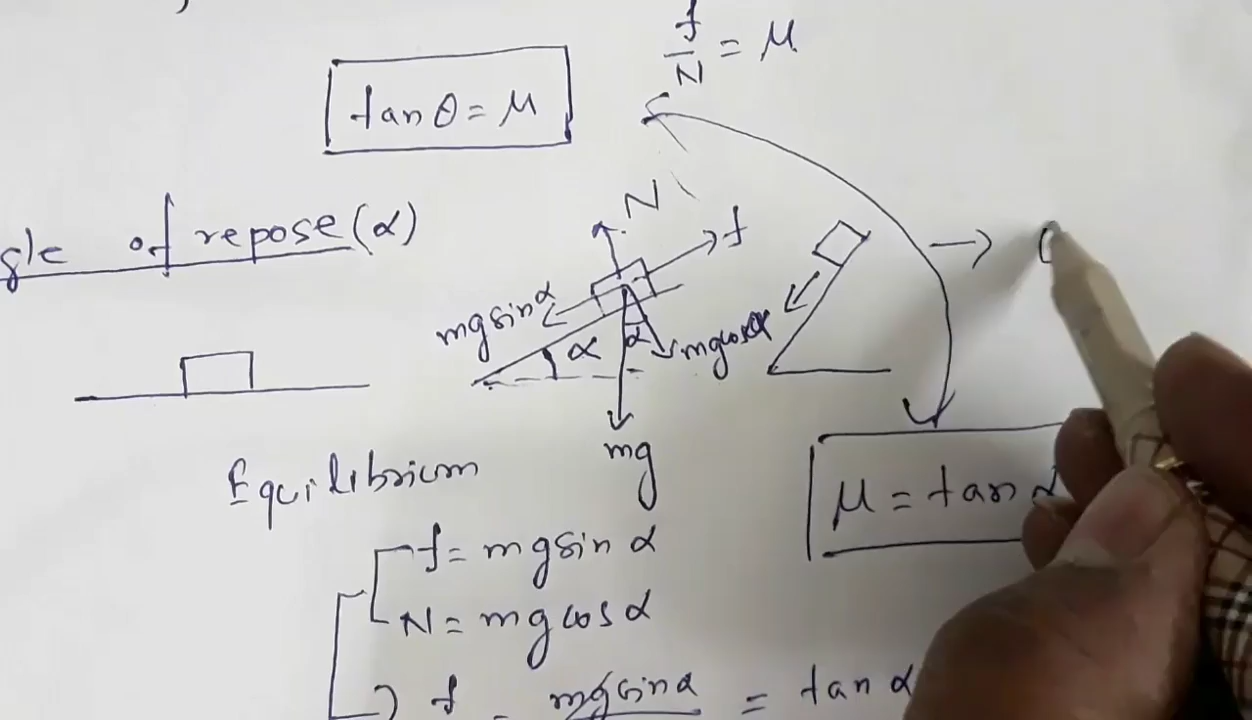 f/N = μ
tan θ = μ
gle of repose (α)
N
f
mg sin α
α
α
mg cos α
mg
μ = tan α
Equilibrium
f = mg sin α
N = mg cos α
f = mg sin α = tan α